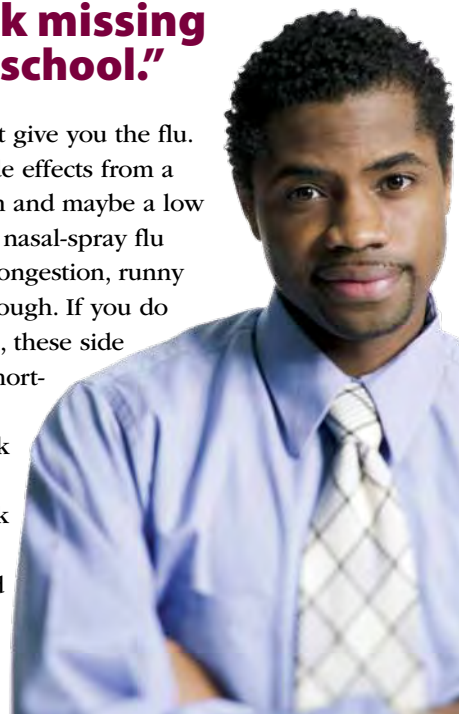 k missing
school.”
t give you the flu.
e effects from a
n and maybe a low
nasal-spray flu
ongestion, runny
ough. If you do
, these side
hort-
k
k
d